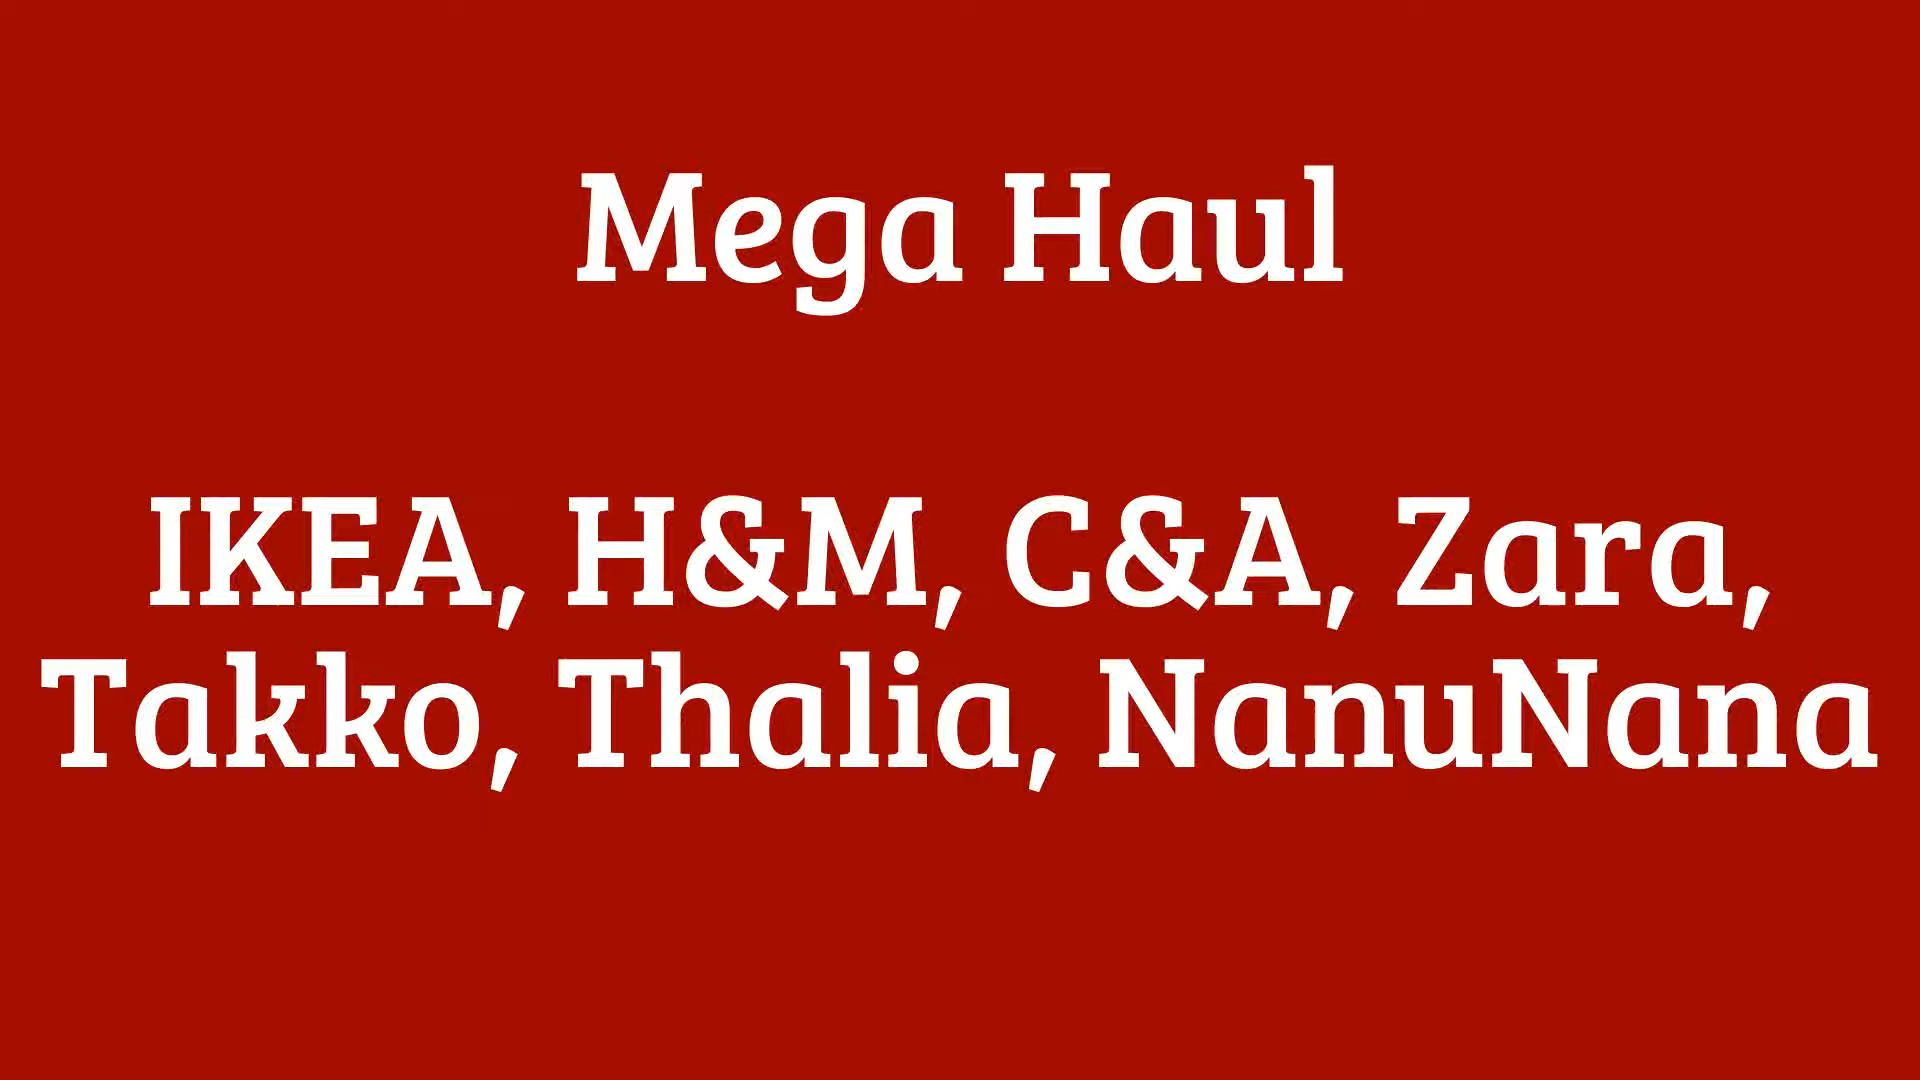 Mega Haul
IKEA, H&M, C&A, Zara,
Takko, Thalia, NanuNana